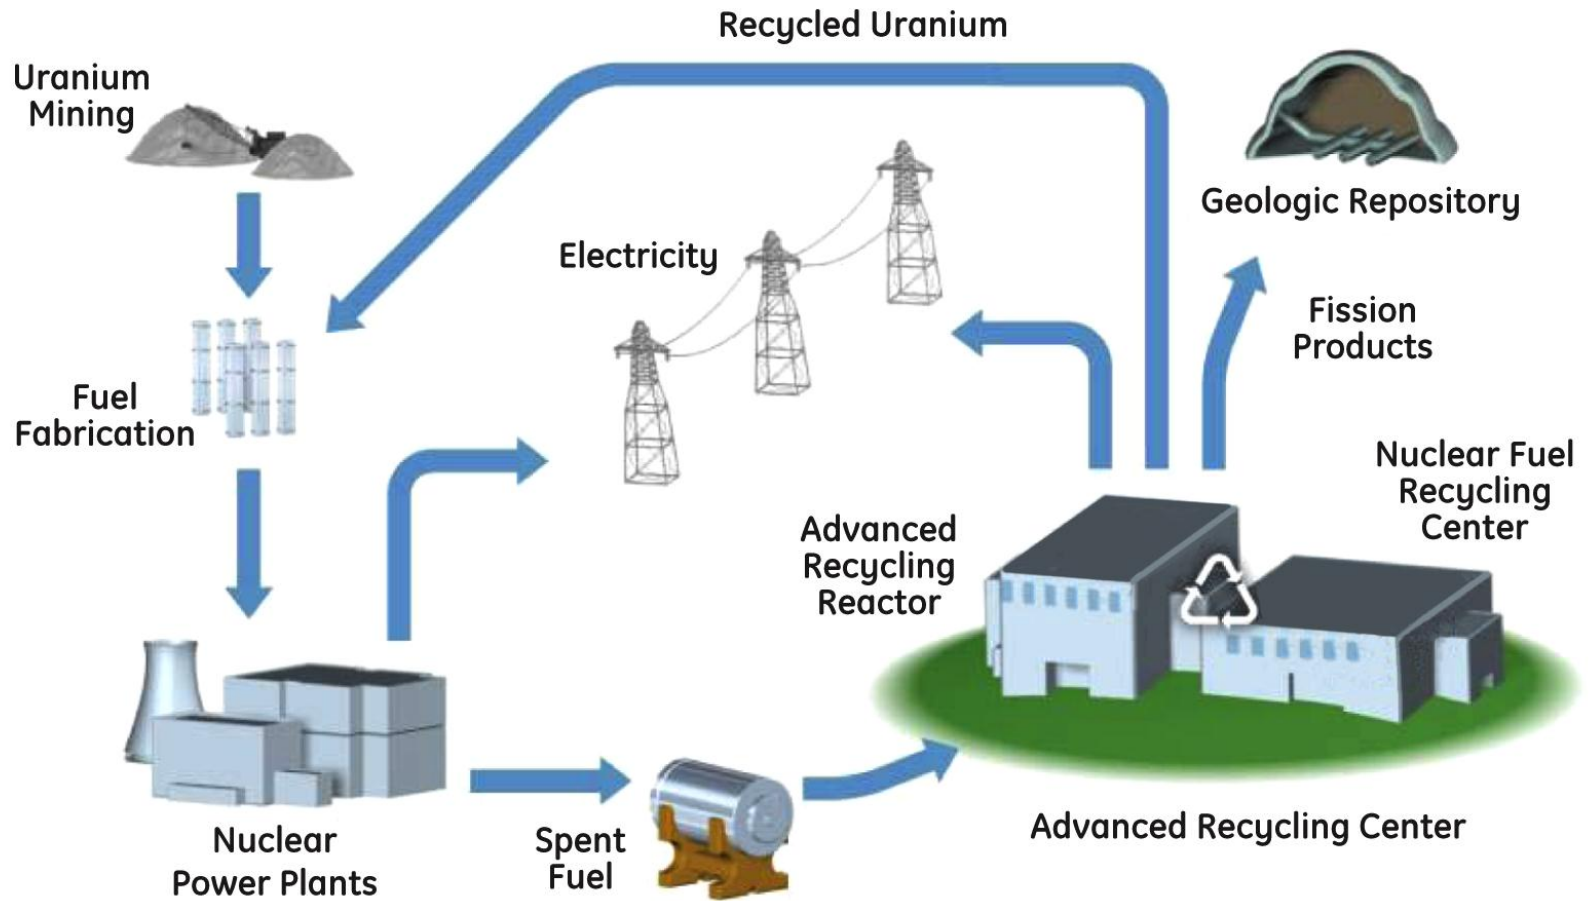 Recycled Uranium
Uranium
Mining
Geologic Repository
Electricity
Fission
Products
Fuel
Fabrication
Nuclear Fuel
Recycling
Center
Advanced
Recycling
Reactor
Advanced Recycling Center
Nuclear
Power Plants
Spent
Fuel